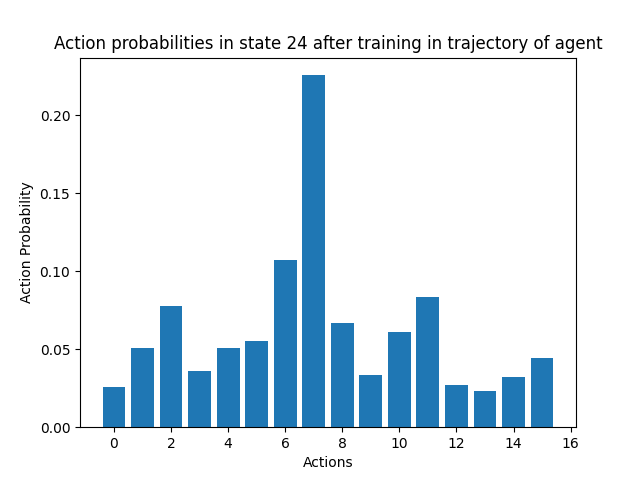 Action probabilities in state 24 after training in trajectory of agent
Action Probability
0.20
0.15
0.10
0.05
0.00
0 2 4 6 8 10 12 14 16
Actions